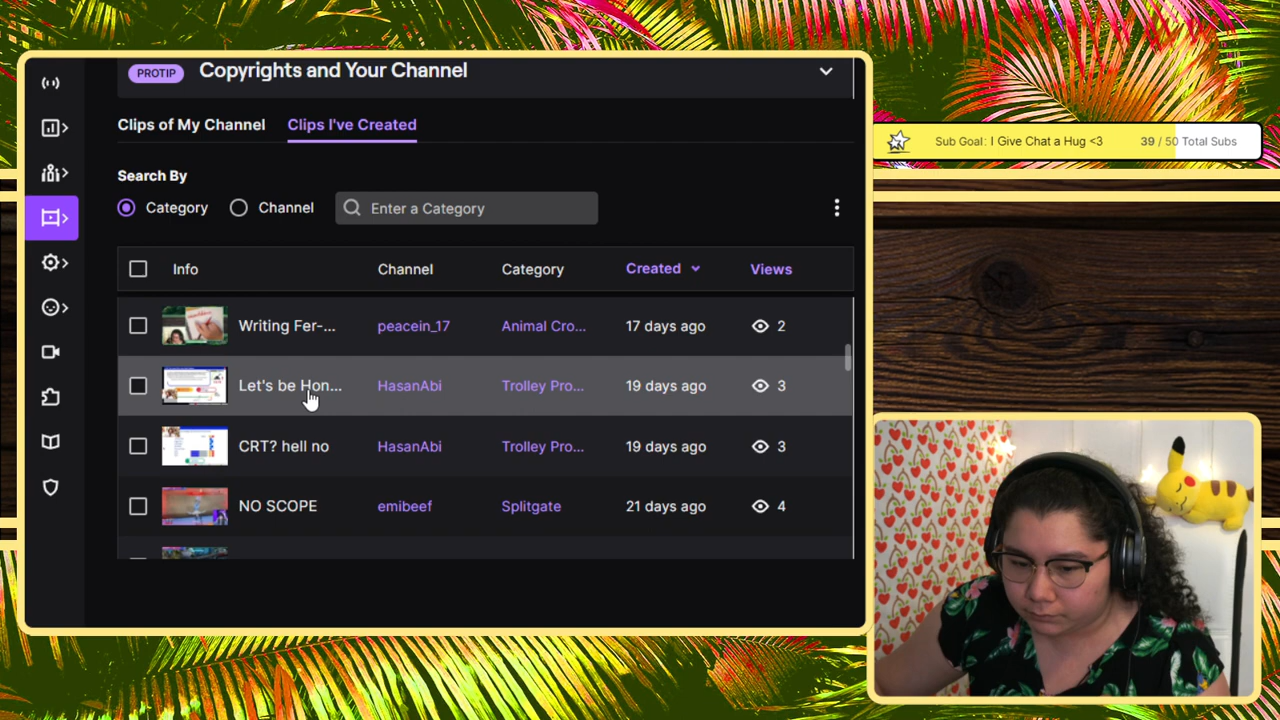 PROTIP Copyrights and Your Channel
Clips of My Channel Clips I've Created
Sub Goal: I Give Chat a Hug <3 39 / 50 Total Subs
Search By
Category Channel Enter a Category
Info Channel Category Created Views
Writing Fer-... peacein_17 Animal Cro... 17 days ago 2
Let's be Hon... HasanAbi Trolley Pro... 19 days ago 3
CRT? hell no HasanAbi Trolley Pro... 19 days ago 3
NO SCOPE emibeef Splitgate 21 days ago 4